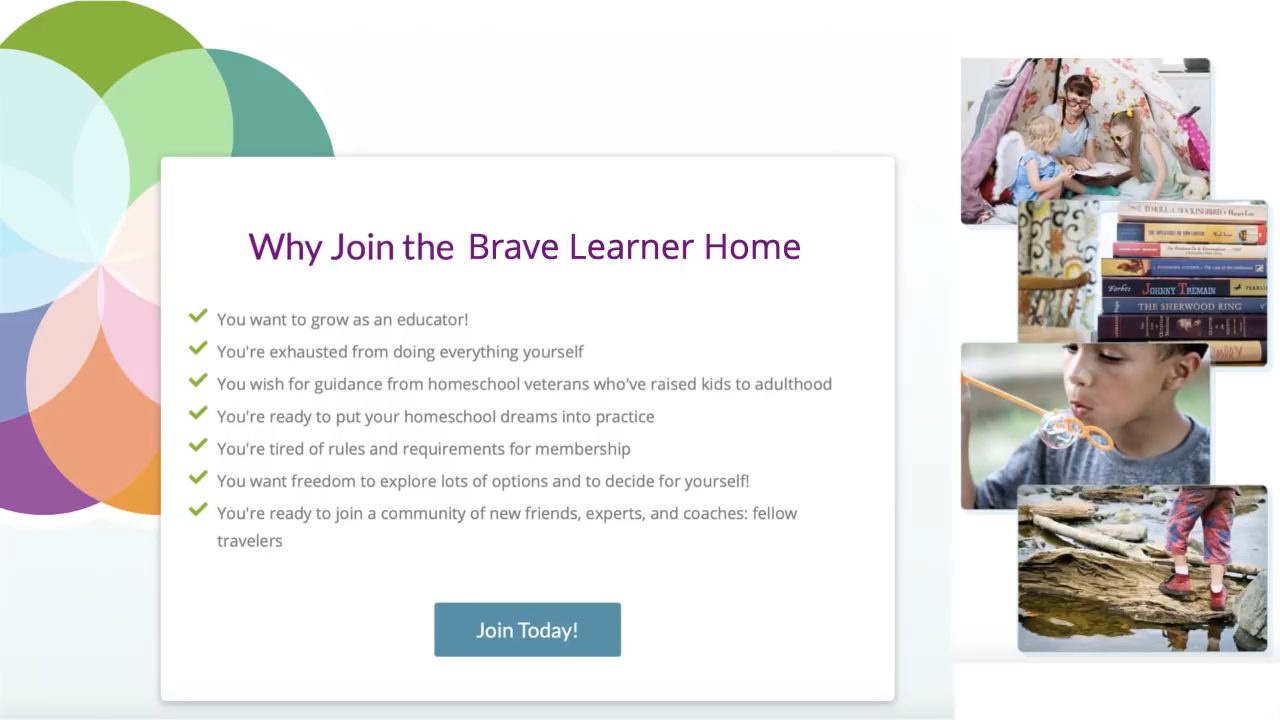 Why Join the Brave Learner Home
You want to grow as an educator!
You're exhausted from doing everything yourself
You wish for guidance from homeschool veterans who've raised kids to adulthood
You're ready to put your homeschool dreams into practice
You're tired of rules and requirements for membership
You want freedom to explore lots of options and to decide for yourself!
You're ready to join a community of new friends, experts, and coaches: fellow
travelers
Join Today!
TO KILL A MOCKINGBIRD
JOHNNY TREMAIN
THE SHERWOOD RING